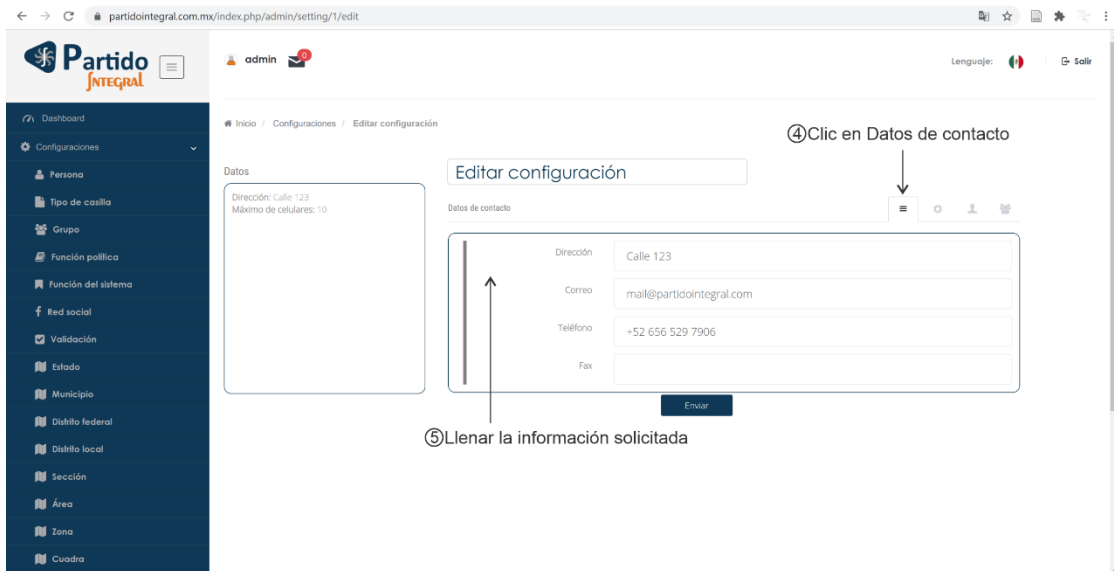 partidointegral.com.mx/index.php/admin/setting/1/edit
Partido
INTEGRAL
admin
0
Lenguaje:
Salir
Dashboard
Configuraciones
Persona
Tipo de casilla
Grupo
Función política
Función del sistema
Red social
Validación
Estado
Municipio
Distrito federal
Distrito local
Sección
Área
Zona
Cuadra
Inicio / Configuraciones / Editar configuración
④Clic en Datos de contacto
Datos
Dirección: Calle 123
Máximo de celulares: 10
Editar configuración
Datos de contacto
Dirección Calle 123
Correo mail@partidointegral.com
Teléfono +52 656 529 7906
Fax
Enviar
⑤Llenar la información solicitada